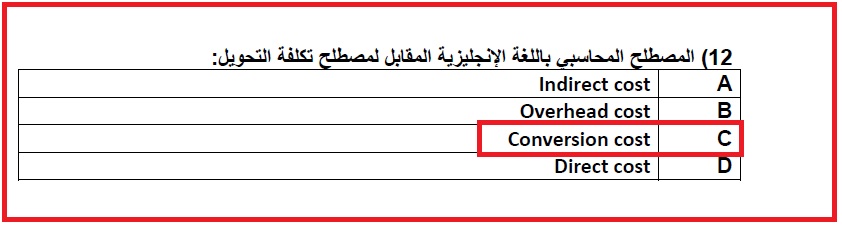 12) المصطلح المحاسبي باللغة الإنجليزية المقابل لمصطلح تكلفة التحويل:
A Indirect cost
B Overhead cost
C Conversion cost
D Direct cost